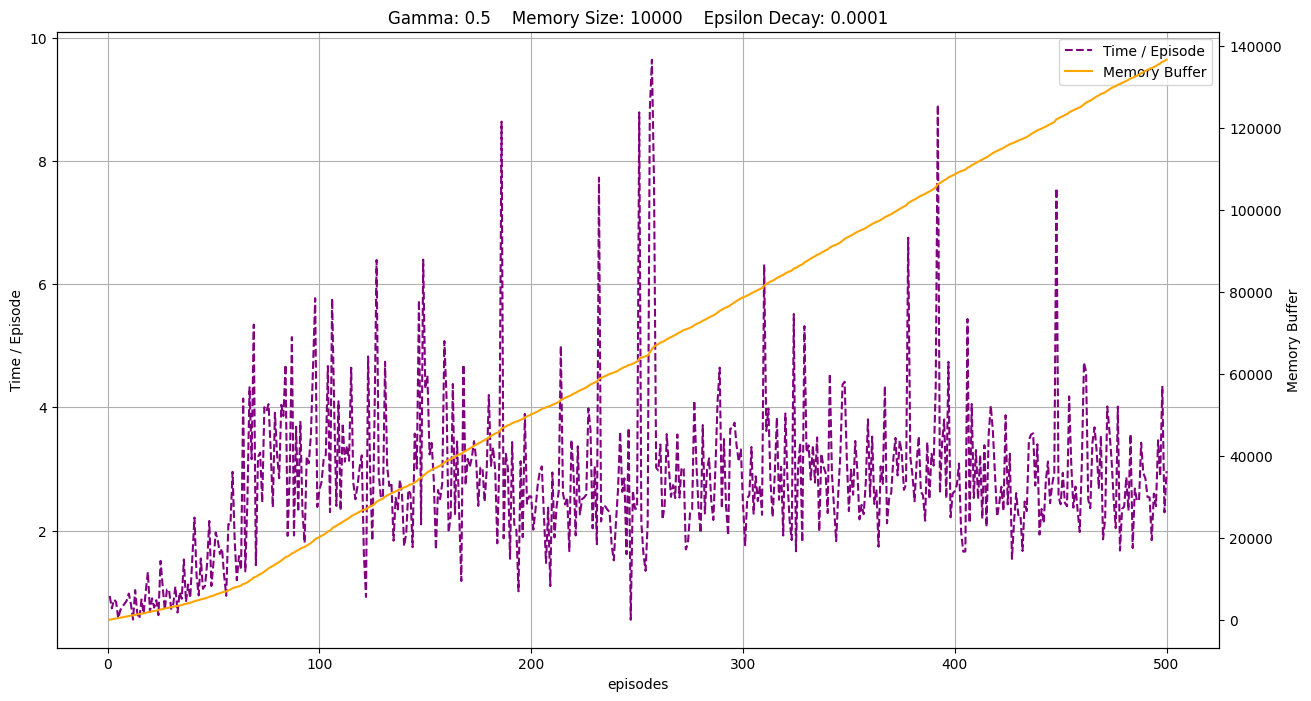 Gamma: 0.5    Memory Size: 10000    Epsilon Decay: 0.0001
Time / Episode
Memory Buffer
10
8
6
4
2
Time / Episode
140000
120000
100000
80000
60000
40000
20000
0
Memory Buffer
0 100 200 300 400 500
episodes